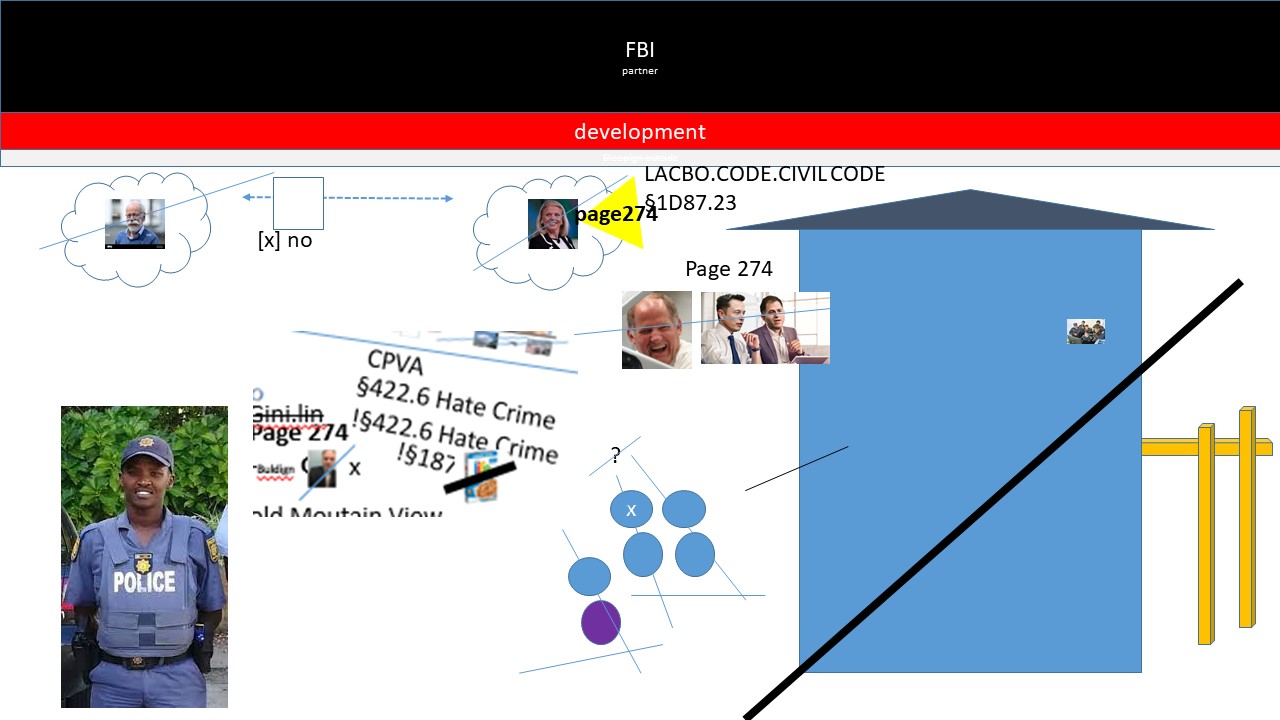 FBI
partner
development
LACBO.CODE.CIVIL CODE
§1D87.23
page274
[x] no
Page 274
CPVA
§422.6 Hate Crime
!§422.6 Hate Crime
!§187
Gini.lin
Page 274
-Buldign
x
old Moutain View
?
x
POLICE